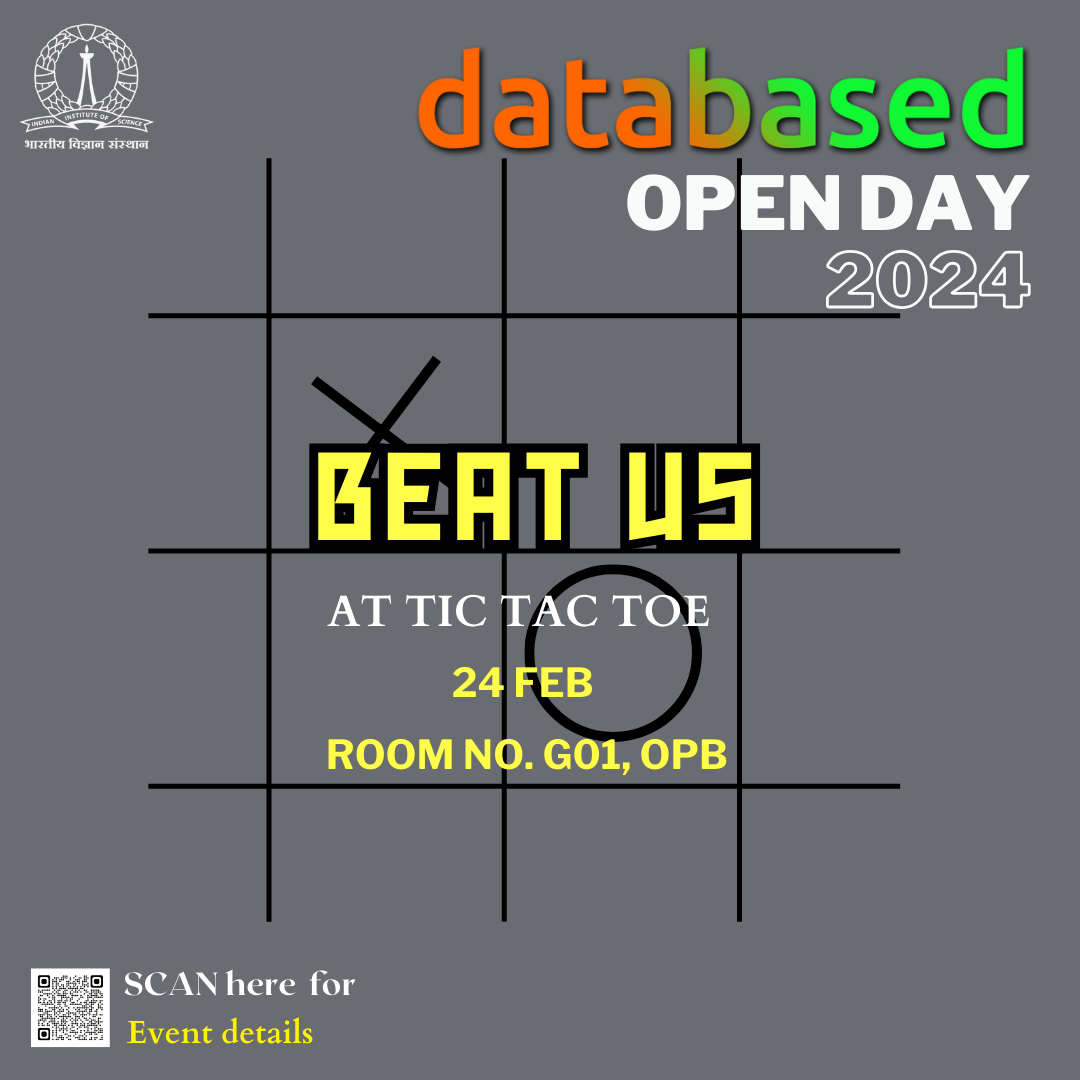 INDIAN INSTITUTE OF SCIENCE
भारतीय विज्ञान संस्थान
databased
OPEN DAY
2024
BEAT US
AT TIC TAC TOE
24 FEB
ROOM NO. G01, OPB
SCAN here for
Event details